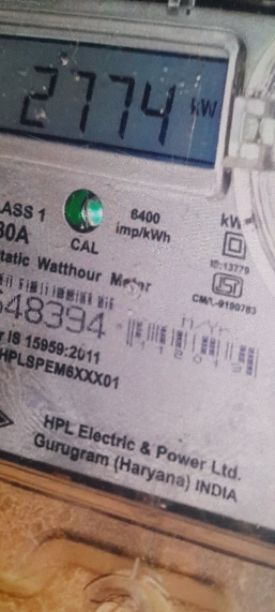 2774 kW
LASS 1
30A
CAL
6400
imp/kWh
kW
tatic Watthour Meter
48394
M/Yr
IS 15959:2011
HPLSPEM6XXX01
HPL Electric & Power Ltd.
Gurugram (Haryana) INDIA